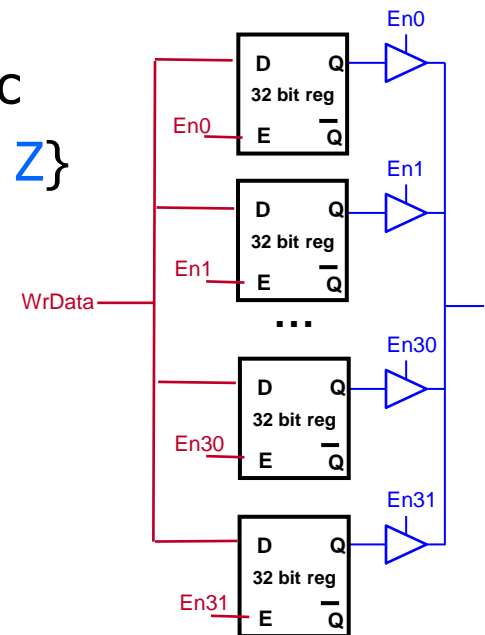 c
Z}
En0
D Q
32 bit reg
En0
E Q
En1
D Q
32 bit reg
En1
E Q
WrData
...
En30
D Q
32 bit reg
En30
E Q
En31
D Q
32 bit reg
En31
E Q